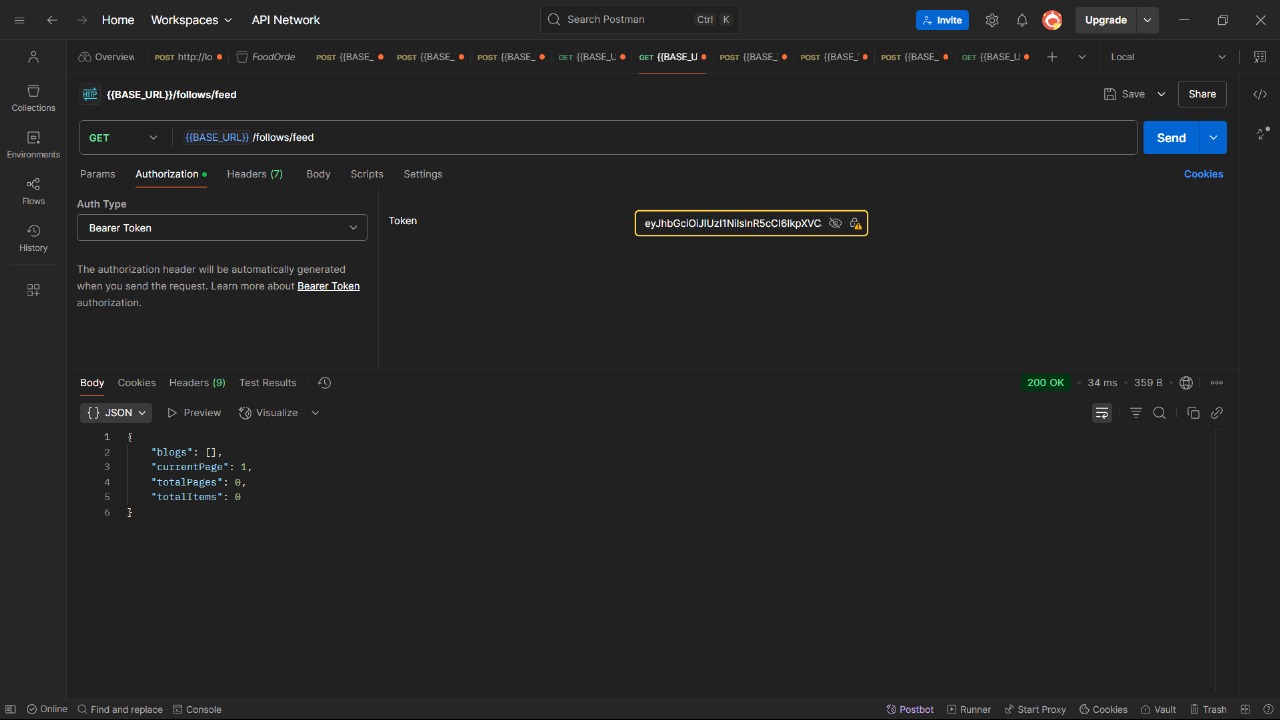 Home Workspaces API Network Search Postman Ctrl K Invite Upgrade
Overview POST http://lo FoodOrde POST {{BASE_ POST {{BASE_ POST {{BASE_ GET {{BASE_U GET {{BASE_U POST {{BASE_ POST {{BASE_' POST {{BASE_ GET {{BASE_U Local
Collections
Environments
Flows
History
HTTP {{BASE_URL}}/follows/feed Save Share
GET {{BASE_URL}} /follows/feed Send
Params Authorization Headers (7) Body Scripts Settings Cookies
Auth Type
Bearer Token
Token eyJhbGciOiJIUzI1NiIsInR5cCI6IkpXVC.
The authorization header will be automatically generated
when you send the request. Learn more about Bearer Token
authorization.
Body Cookies Headers (9) Test Results 200 OK 34 ms 359 B
{} JSON Preview Visualize
1 {
2 "blogs": [],
3 "currentPage": 1,
4 "totalPages": 0,
5 "totalItems": 0
6 }
Online Find and replace Console Postbot Runner Start Proxy Cookies Vault Trash